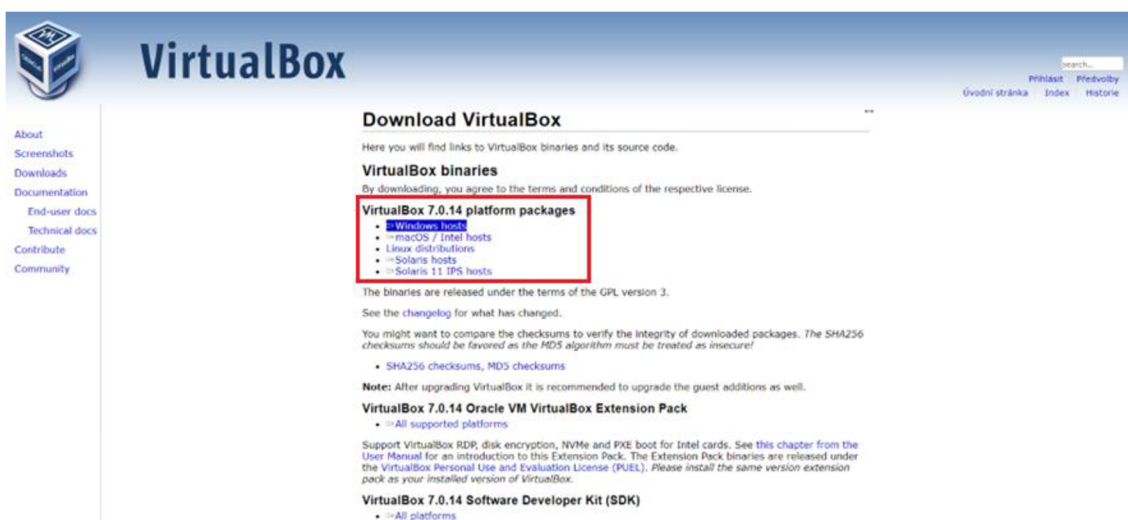 VirtualBox
search...
Přihlásit Předvolby
Úvodní stránka Index Historie
About
Screenshots
Downloads
Documentation
End-user docs
Technical docs
Contribute
Community
Download VirtualBox
Here you will find links to VirtualBox binaries and its source code.
VirtualBox binaries
By downloading, you agree to the terms and conditions of the respective license.
VirtualBox 7.0.14 platform packages
Windows hosts
macOS / Intel hosts
Linux distributions
Solaris hosts
Solaris 11 IPS hosts
The binaries are released under the terms of the GPL version 3.
See the changelog for what has changed.
You might want to compare the checksums to verify the integrity of downloaded packages. The SHA256
checksums should be favored as the MD5 algorithm must be treated as insecure!
SHA256 checksums, MD5 checksums
Note: After upgrading VirtualBox it is recommended to upgrade the guest additions as well.
VirtualBox 7.0.14 Oracle VM VirtualBox Extension Pack
All supported platforms
Support VirtualBox RDP, disk encryption, NVMe and PXE boot for Intel cards. See this chapter from the
User Manual for an introduction to this Extension Pack. The Extension Pack binaries are released under
the VirtualBox Personal Use and Evaluation License (PUEL). Please install the same version extension
pack as your installed version of VirtualBox.
VirtualBox 7.0.14 Software Developer Kit (SDK)
All platforms